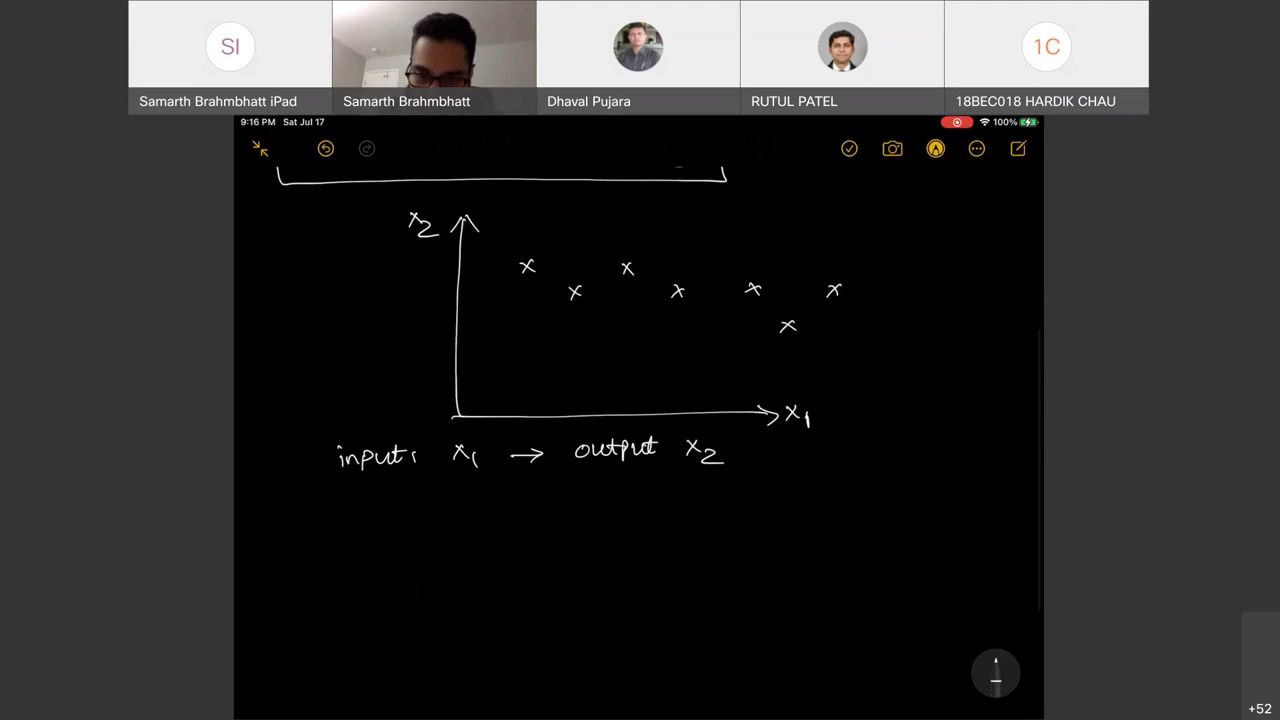 SI
1C
Samarth Brahmbhatt iPad
Samarth Brahmbhatt
Dhaval Pujara
RUTUL PATEL
18BEC018 HARDIK CHAU
9:16 PM Sat Jul 17
100%
x2
x1
input: x1 → output x2
+52